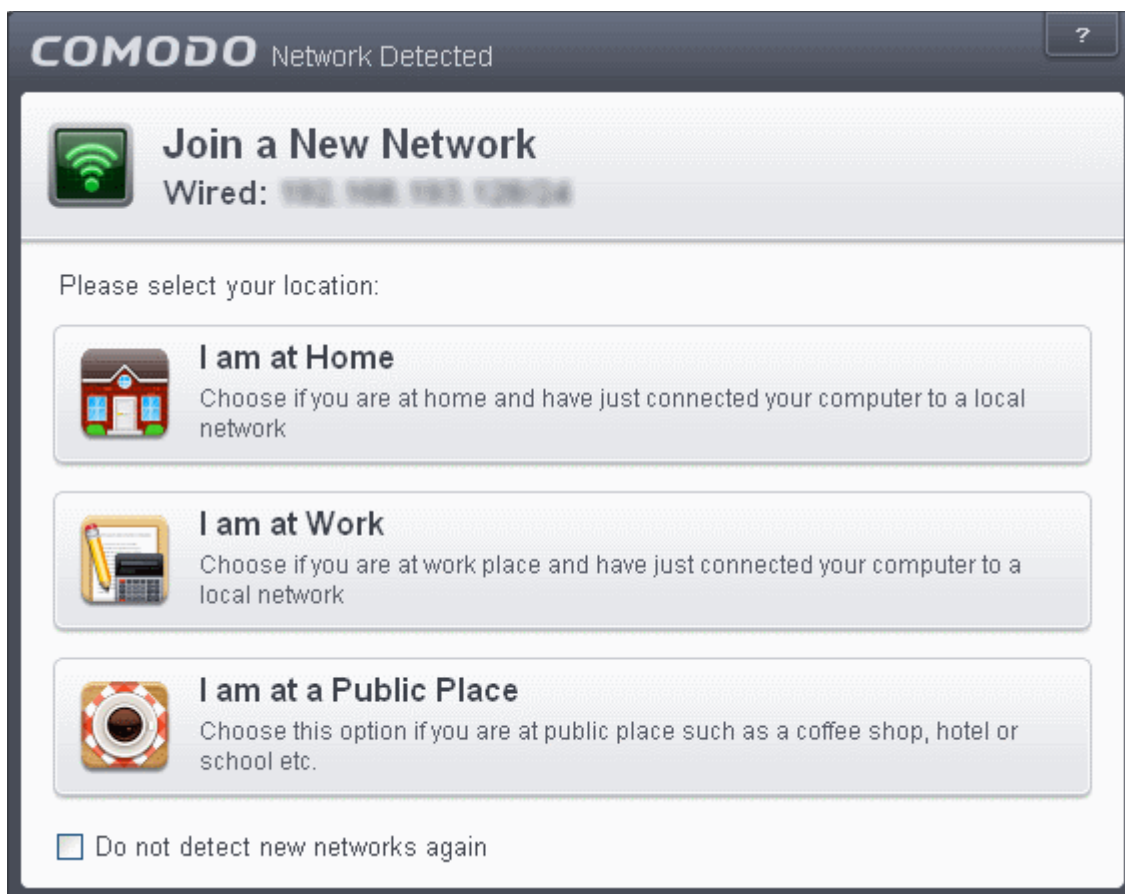 COMODO Network Detected
?
Join a New Network
Wired:
Please select your location:
I am at Home
Choose if you are at home and have just connected your computer to a local
network
I am at Work
Choose if you are at work place and have just connected your computer to a
local network
I am at a Public Place
Choose this option if you are at public place such as a coffee shop, hotel or
school etc.
Do not detect new networks again